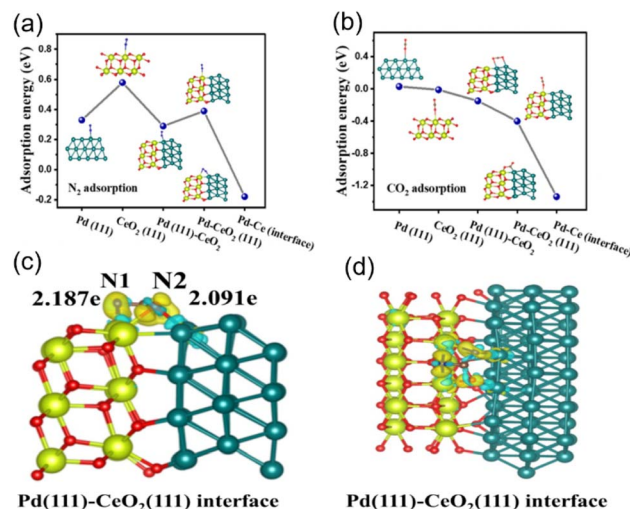 (a)
Adsorption energy (eV)
0.8
0.6
0.4
0.2
0.0
-0.2
N₂ adsorption
Pd (111)
CeO₂ (111)
Pd (111)-CeO₂
Pd-CeO₂ (111)
Pd-Ce (interface)
(b)
Adsorption energy (eV)
0.4
0.0
-0.4
-0.8
-1.2
CO₂ adsorption
Pd (111)
CeO₂ (111)
Pd (111)-CeO₂
Pd-CeO₂ (111)
Pd-Ce (interface)
(c)
N1 N2
2.187e 2.091e
Pd(111)-CeO₂(111) interface
(d)
Pd(111)-CeO₂(111) interface